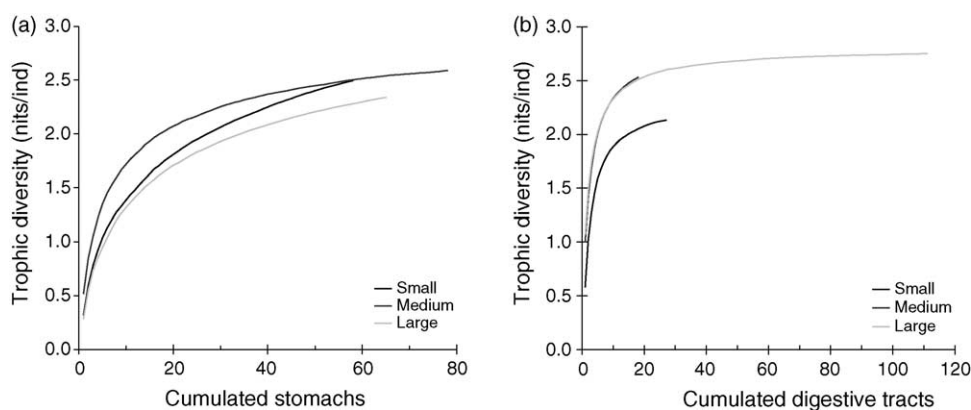 (a)
3.0
2.5
2.0
1.5
1.0
0.5
0.0
Trophic diversity (nits/ind)
0 20 40 60 80
Cumulated stomachs
Small
Medium
Large
(b)
3.0
2.5
2.0
1.5
1.0
0.5
0.0
Trophic diversity (nits/ind)
0 20 40 60 80 100 120
Cumulated digestive tracts
Small
Medium
Large